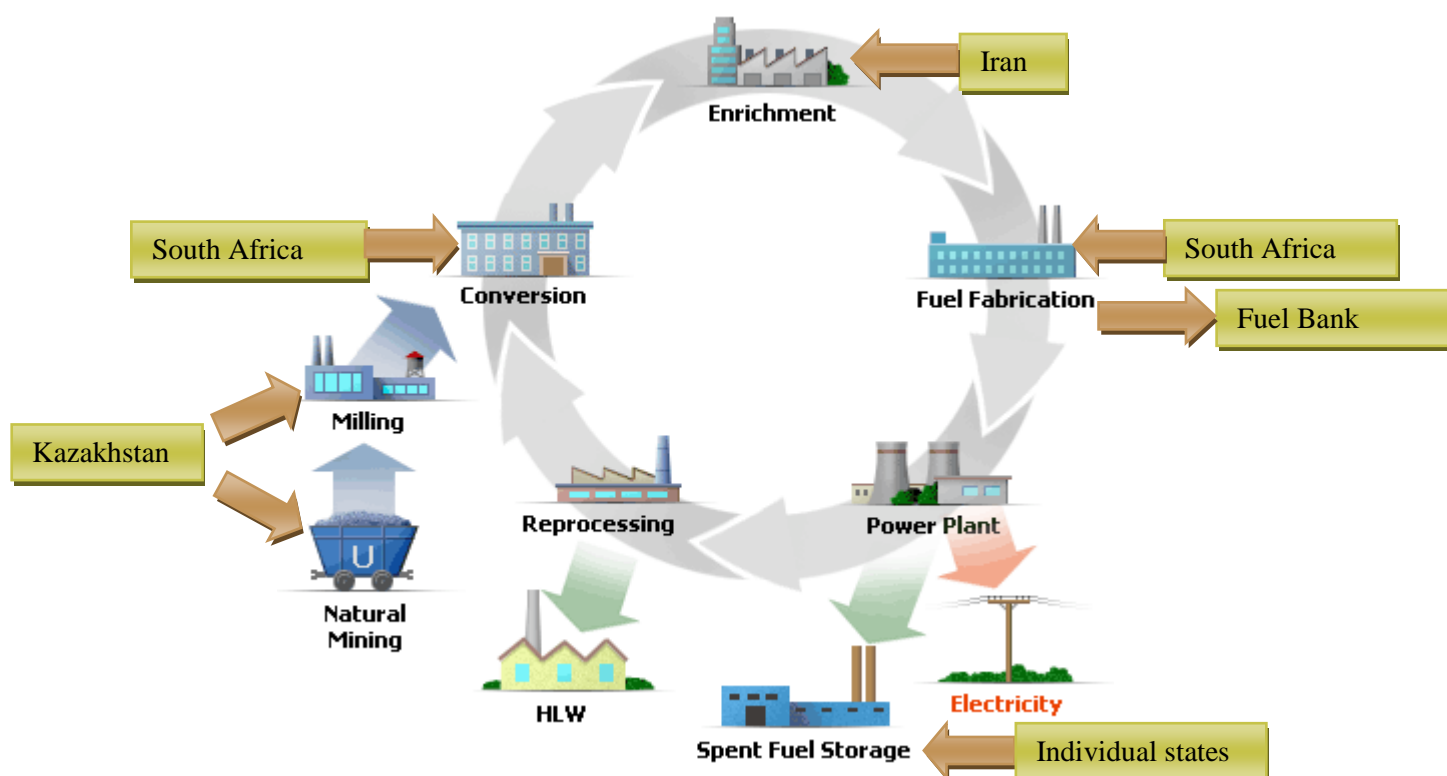 Iran
Enrichment
South Africa
Conversion
South Africa
Fuel Fabrication
Fuel Bank
Milling
Kazakhstan
U
Natural
Mining
Reprocessing
Power Plant
HLW
Electricity
Spent Fuel Storage
Individual states